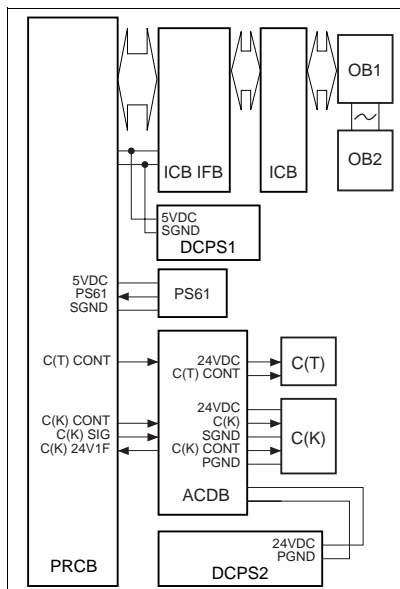 OB1
OB2
ICB IFB
ICB
5VDC
SGND
DCPS1
5VDC
PS61
SGND
PS61
C(T) CONT
24VDC
C(T) CONT
C(T)
C(K) CONT
C(K) SIG
C(K) 24V1F
24VDC
C(K)
SGND
C(K) CONT
PGND
C(K)
ACDB
24VDC
PGND
DCPS2
PRCB